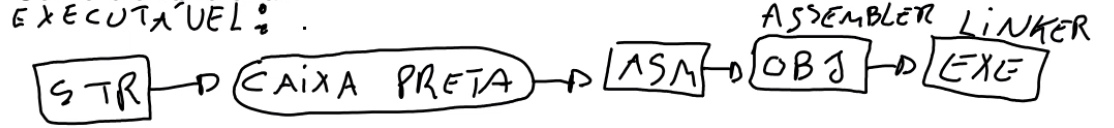 EXECUTÁVEL: .
ASSEMBLER LINKER
STR CAIXA PRETA ASM OBJ EXE